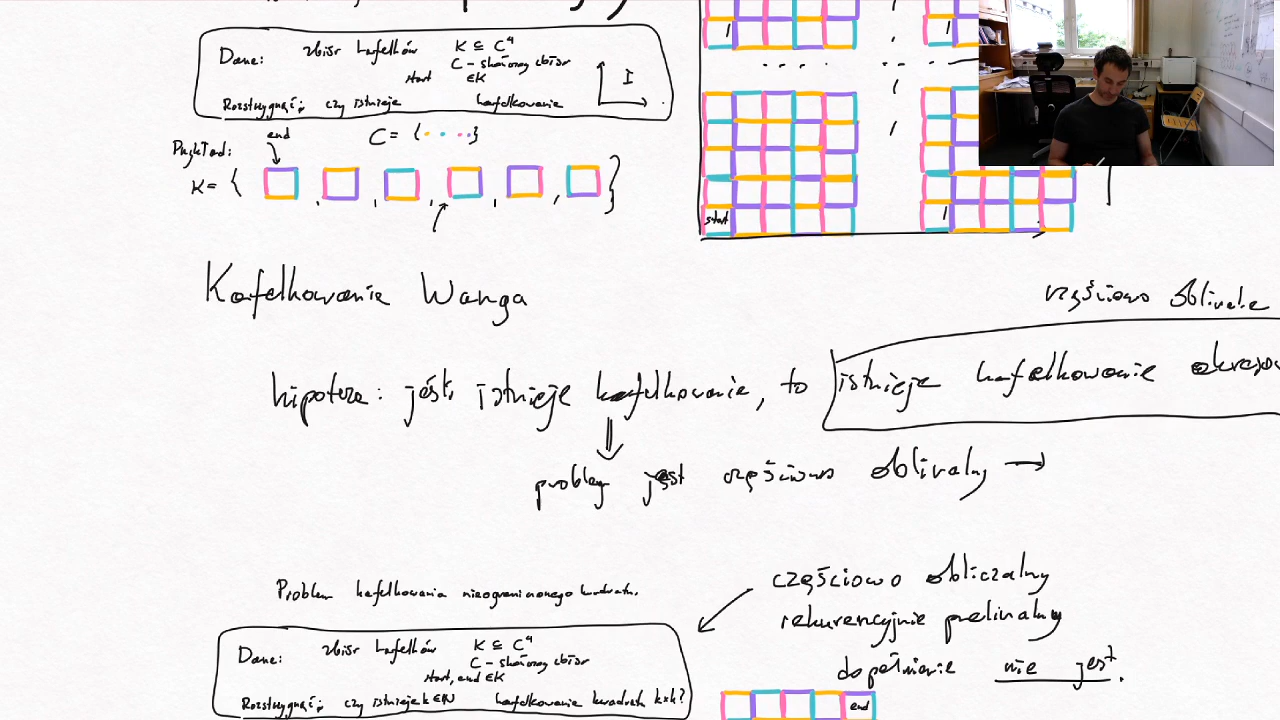 Dane: zbiór kafelków K ⊆ C⁴
C - skończony zbiór
start ∈ K
I
Rozstrzygnąć: czy istnieje kafelkowanie
end
C = { · · · · }
Przykład:
K = { , , , , , }
start
Kafelkowanie Wanga
częściowo obliczalne
hipoteza: jeśli istnieje kafelkowanie, to istnieje kafelkowanie okreso
problem jest częściowo obliczalny →
częściowo obliczalny
rekurencyjnie przeliczalny
dopełnienie nie jest.
Problem kafelkowania nieograniczonego kwadratu.
Dane: zbiór kafelków K ⊆ C⁴
C - skończony zbiór
start, end ∈ K
Rozstrzygnąć: czy istnieje k ∈ N kafelkowanie kwadratu k×k?
end